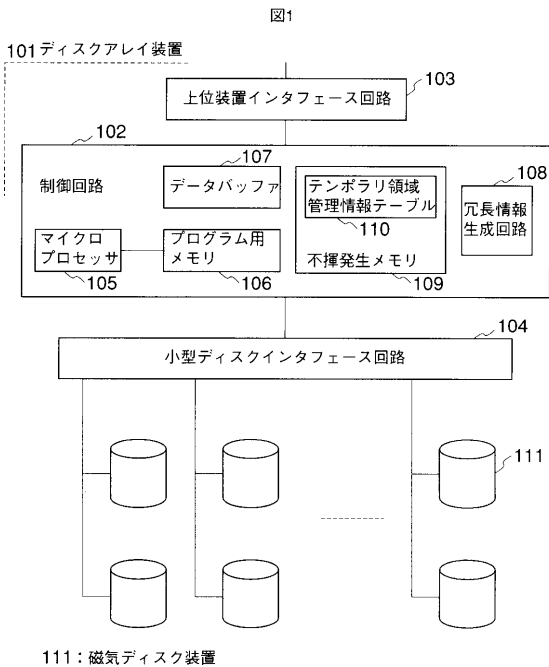 図1
101ディスクアレイ装置
103
上位装置インタフェース回路
102
107
108
制御回路
データバッファ
テンポラリ領域
管理情報テーブル
110
冗長情報
生成回路
マイクロ
プロセッサ
105
プログラム用
メモリ
106
不揮発生メモリ
109
104
小型ディスクインタフェース回路
111
111：磁気ディスク装置